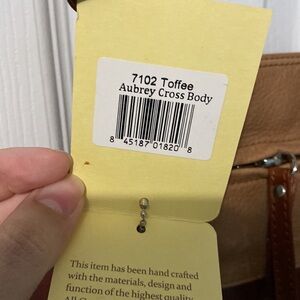 7102 Toffee
Aubrey Cross Body
8 45187 01820 8
This item has been hand crafted
with the materials, design and
function of the highest quality